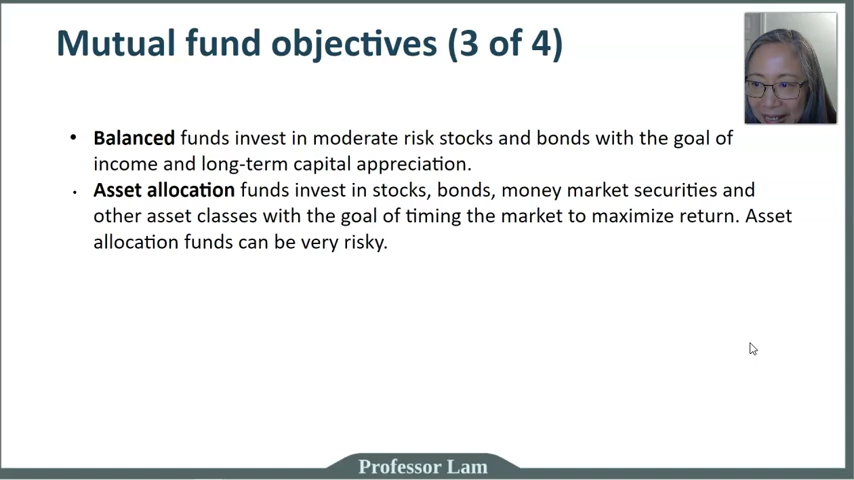 Mutual fund objectives (3 of 4)
• Balanced funds invest in moderate risk stocks and bonds with the goal of
income and long-term capital appreciation.
• Asset allocation funds invest in stocks, bonds, money market securities and
other asset classes with the goal of timing the market to maximize return. Asset
allocation funds can be very risky.
Professor Lam